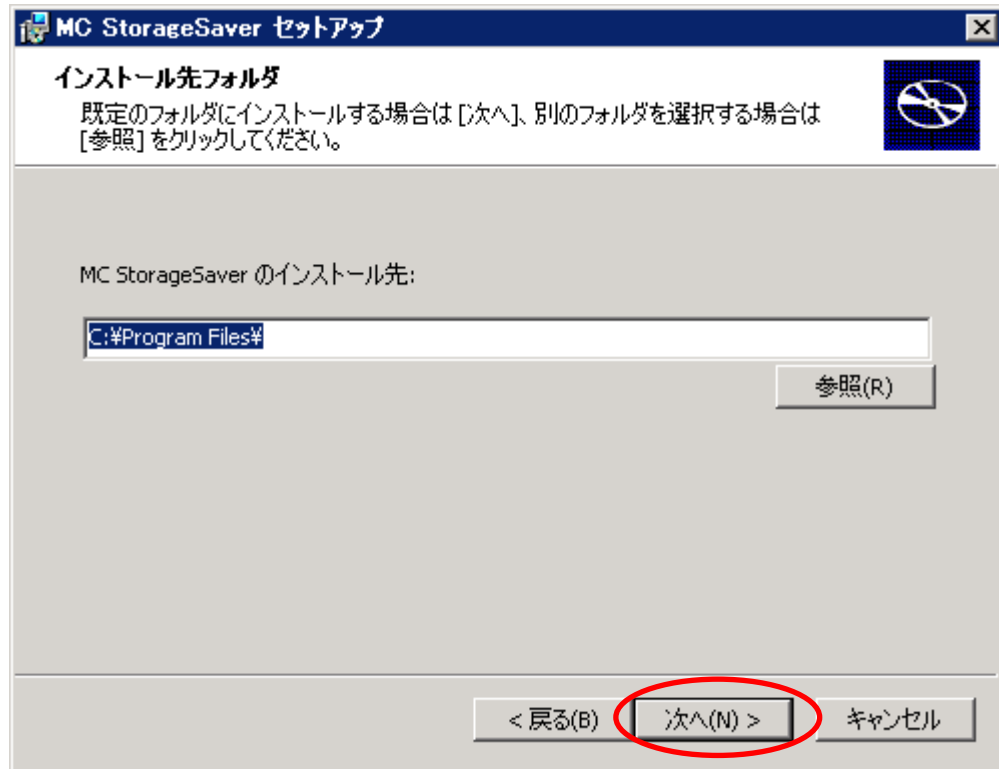 MC StorageSaver セットアップ
インストール先フォルダ
既定のフォルダにインストールする場合は [次へ]、別のフォルダを選択する場合は
[参照] をクリックしてください。
MC StorageSaver のインストール先:
C:¥Program Files¥
参照(R)
< 戻る(B) 次へ(N) > キャンセル